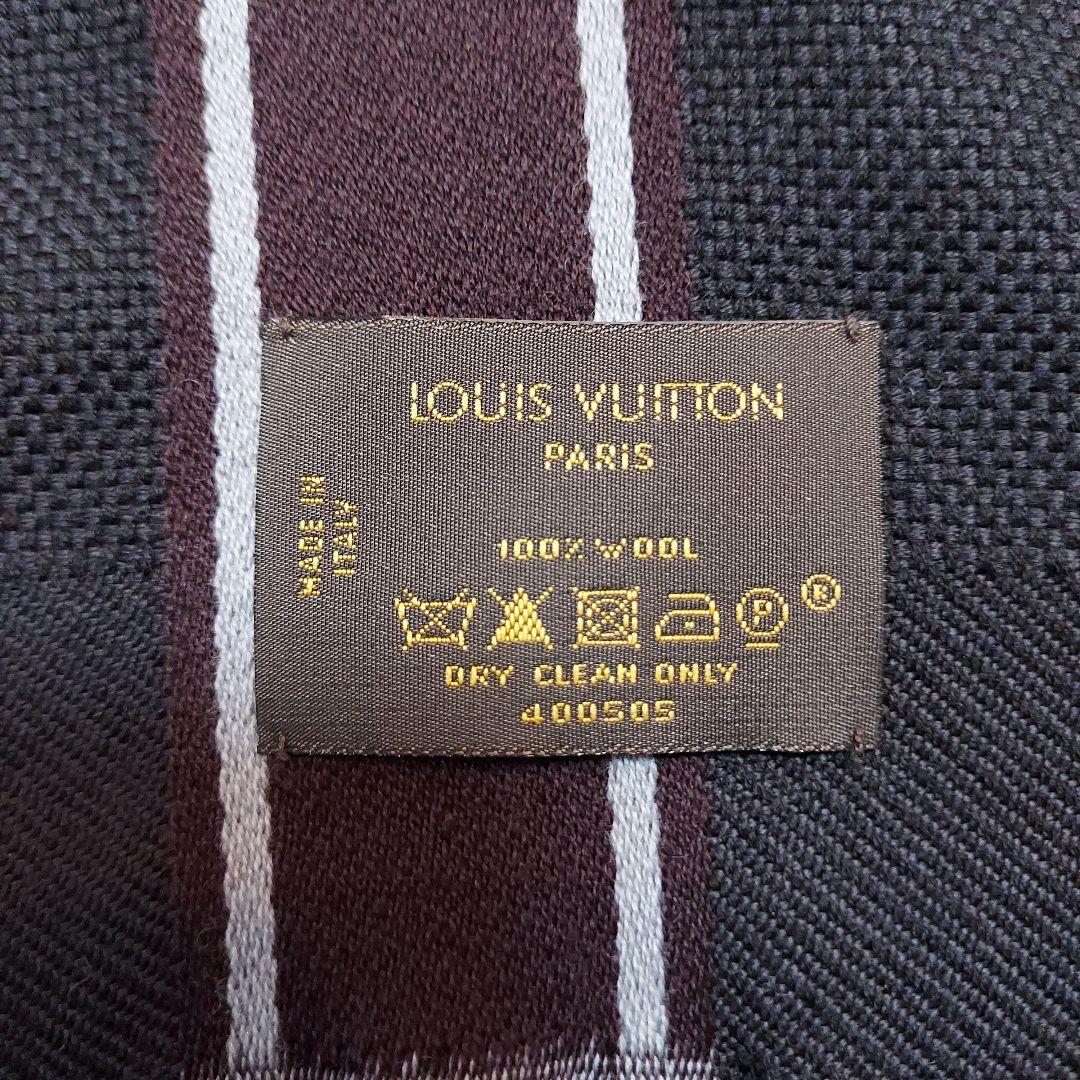 LOUIS VUITTON
PARIS
MADE IN
ITALY
100% WOOL
P ®
DRY CLEAN ONLY
400505